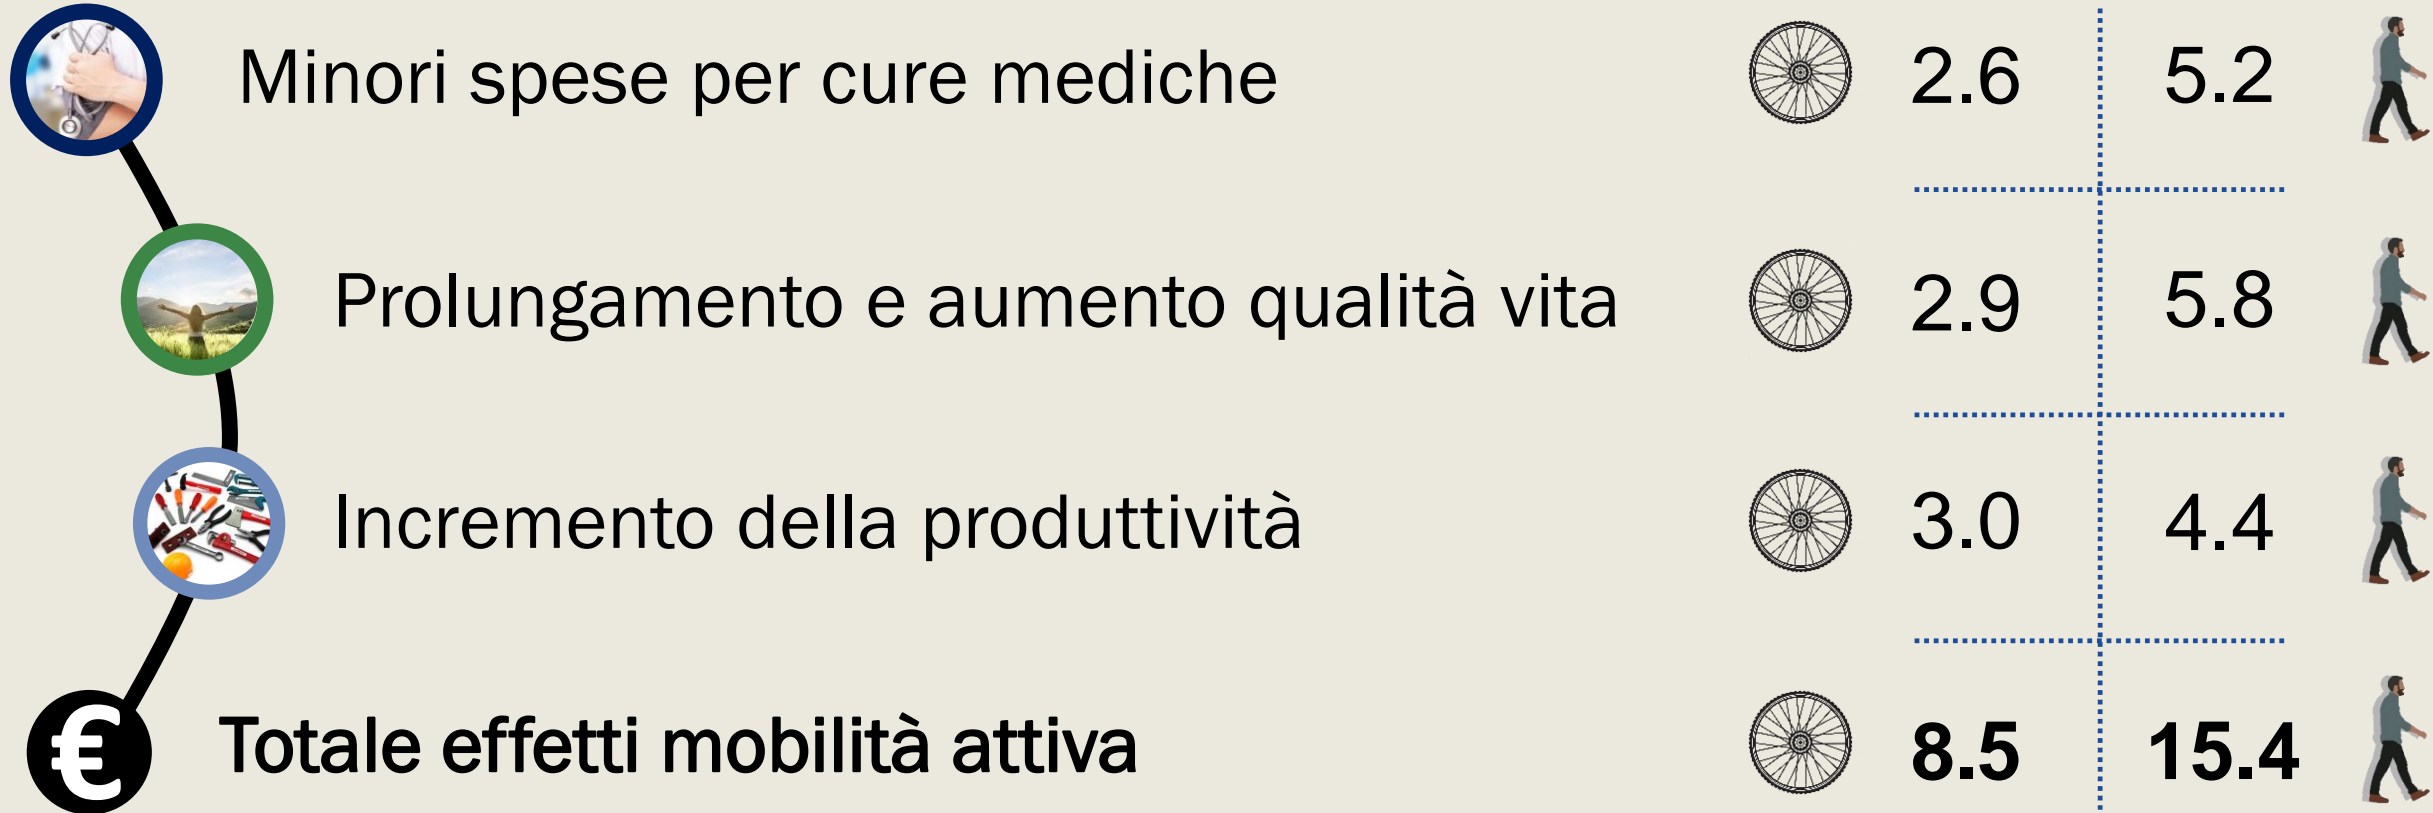 Minori spese per cure mediche 2.6 5.2
Prolungamento e aumento qualità vita 2.9 5.8
Incremento della produttività 3.0 4.4
€ Totale effetti mobilità attiva 8.5 15.4